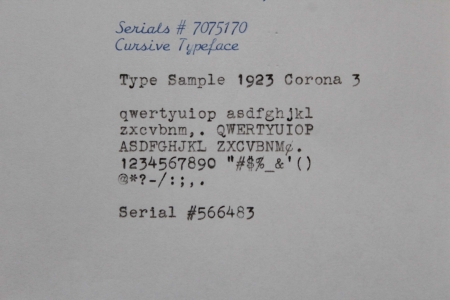 Serials # 7075170
Cursive Typeface
Type Sample 1923 Corona 3
qwertyuiop asdfghjkl
zxcvbnm,. QWERTYUIOP
ASDFGHJKL ZXCVBNM¢.
1234567890 "#$%_&'()
@*?-/:;,.
Serial #566483